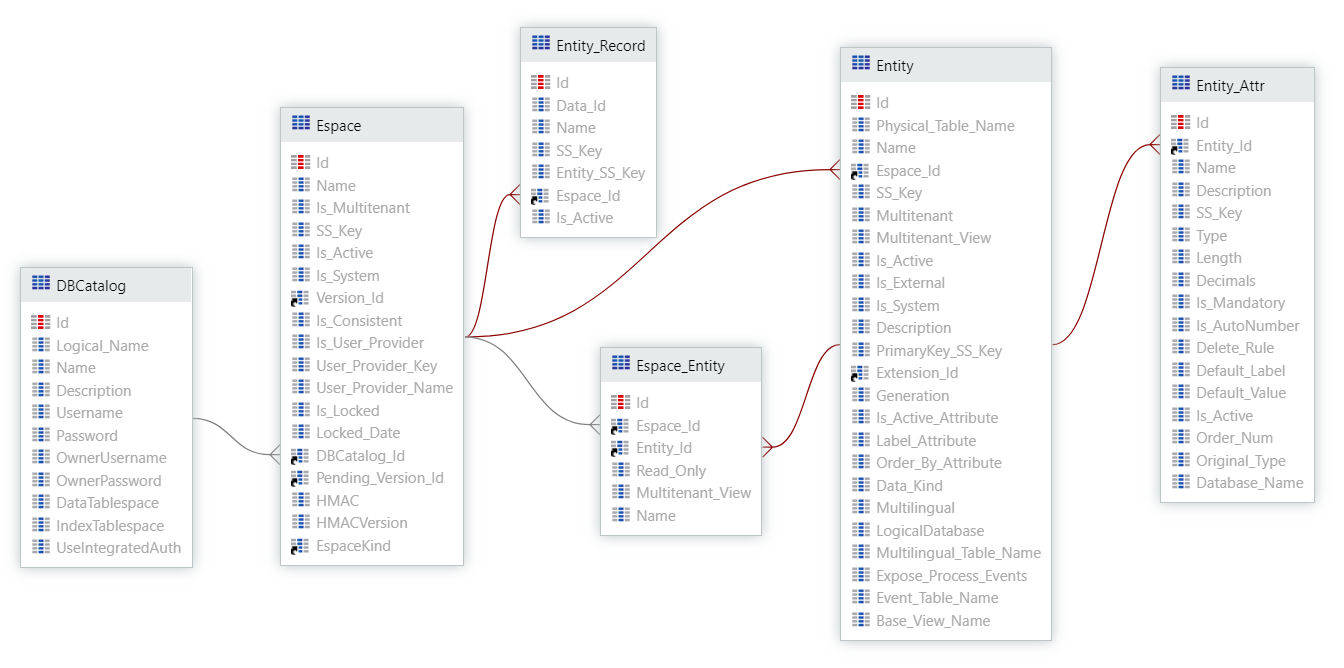 DBCatalog
Id
Logical_Name
Name
Description
Username
Password
OwnerUsername
OwnerPassword
DataTablespace
IndexTablespace
UseIntegratedAuth
Espace
Id
Name
Is_Multitenant
SS_Key
Is_Active
Is_System
Version_Id
Is_Consistent
Is_User_Provider
User_Provider_Key
User_Provider_Name
Is_Locked
Locked_Date
DBCatalog_Id
Pending_Version_Id
HMAC
HMACVersion
EspaceKind
Entity_Record
Id
Data_Id
Name
SS_Key
Entity_SS_Key
Espace_Id
Is_Active
Espace_Entity
Id
Espace_Id
Entity_Id
Read_Only
Multitenant_View
Name
Entity
Id
Physical_Table_Name
Name
Espace_Id
SS_Key
Multitenant
Multitenant_View
Is_Active
Is_External
Is_System
Description
PrimaryKey_SS_Key
Extension_Id
Generation
Is_Active_Attribute
Label_Attribute
Order_By_Attribute
Data_Kind
Multilingual
LogicalDatabase
Multilingual_Table_Name
Expose_Process_Events
Event_Table_Name
Base_View_Name
Entity_Attr
Id
Entity_Id
Name
Description
SS_Key
Type
Length
Decimals
Is_Mandatory
Is_AutoNumber
Delete_Rule
Default_Label
Default_Value
Is_Active
Order_Num
Original_Type
Database_Name